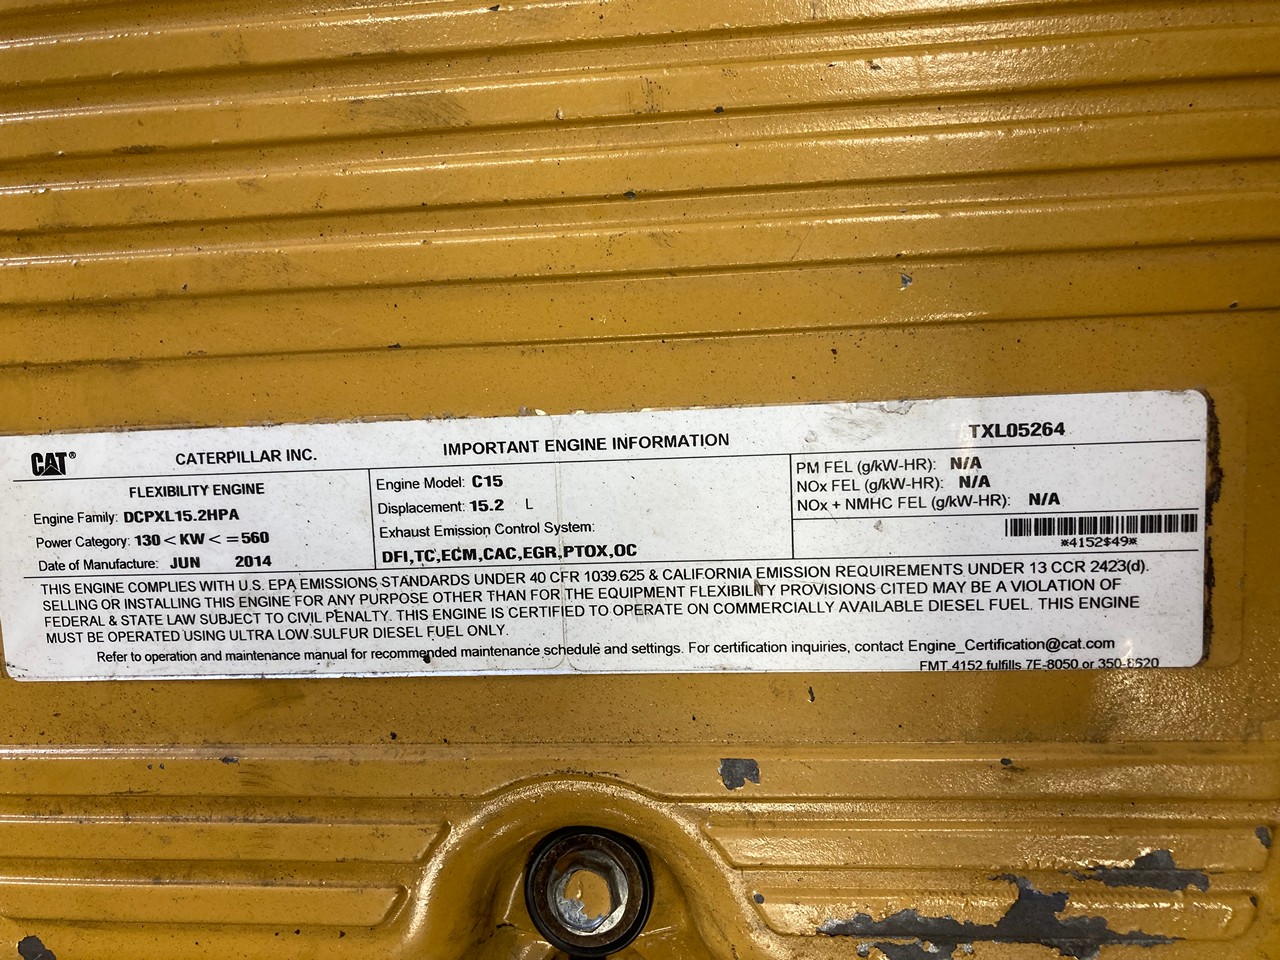 CAT® CATERPILLAR INC. IMPORTANT ENGINE INFORMATION TXL05264
FLEXIBILITY ENGINE
Engine Family: DCPXL15.2HPA
Power Category: 130 < KW < = 560
Date of Manufacture: JUN 2014
Engine Model: C15
Displacement: 15.2 L
Exhaust Emission Control System:
DFI,TC,ECM,CAC,EGR,PTOX,OC
PM FEL (g/kW-HR): N/A
NOx FEL (g/kW-HR): N/A
NOx + NMHC FEL (g/kW-HR): N/A
*4152$49*
THIS ENGINE COMPLIES WITH U.S. EPA EMISSIONS STANDARDS UNDER 40 CFR 1039.625 & CALIFORNIA EMISSION REQUIREMENTS UNDER 13 CCR 2423(d).
SELLING OR INSTALLING THIS ENGINE FOR ANY PURPOSE OTHER THAN FOR THE EQUIPMENT FLEXIBILITY PROVISIONS CITED MAY BE A VIOLATION OF
FEDERAL & STATE LAW SUBJECT TO CIVIL PENALTY. THIS ENGINE IS CERTIFIED TO OPERATE ON COMMERCIALLY AVAILABLE DIESEL FUEL. THIS ENGINE
MUST BE OPERATED USING ULTRA LOW SULFUR DIESEL FUEL ONLY.
Refer to operation and maintenance manual for recommended maintenance schedule and settings. For certification inquiries, contact Engine_Certification@cat.com
FMT 4152 fulfills 7E-8050 or 350-8620